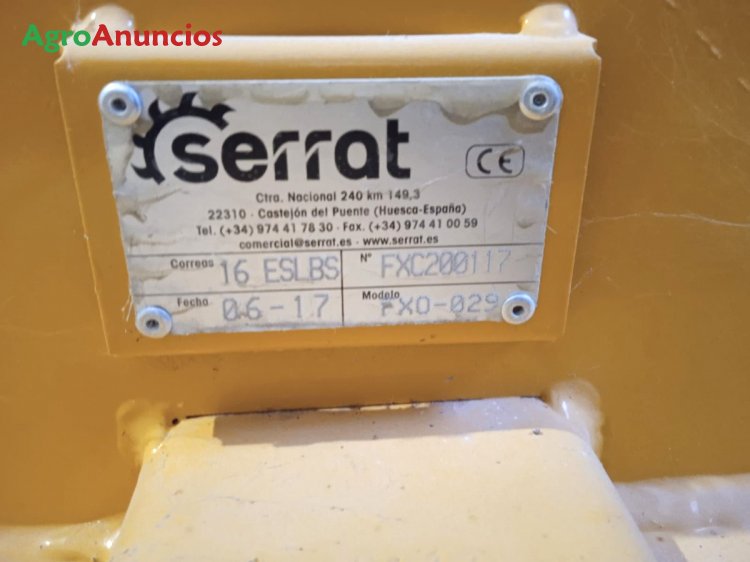 AgroAnuncios
serrat
CE
Ctra. Nacional 240 km 149,3
22310 - Castejón del Puente (Huesca-España)
Tel. (+34) 974 41 78 30 - Fax. (+34) 974 41 00 59
comercial@serrat.es - www.serrat.es
Correas 16 ESLBS Nº FXC200117
Fecha 06-17 Modelo FXO-029